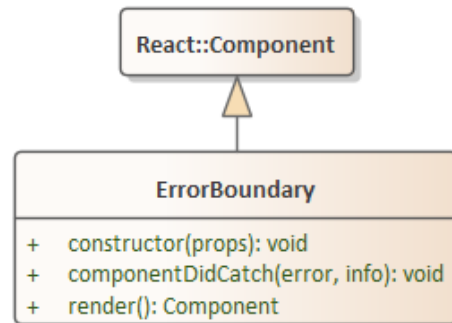 React::Component
ErrorBoundary
+ constructor(props): void
+ componentDidCatch(error, info): void
+ render(): Component